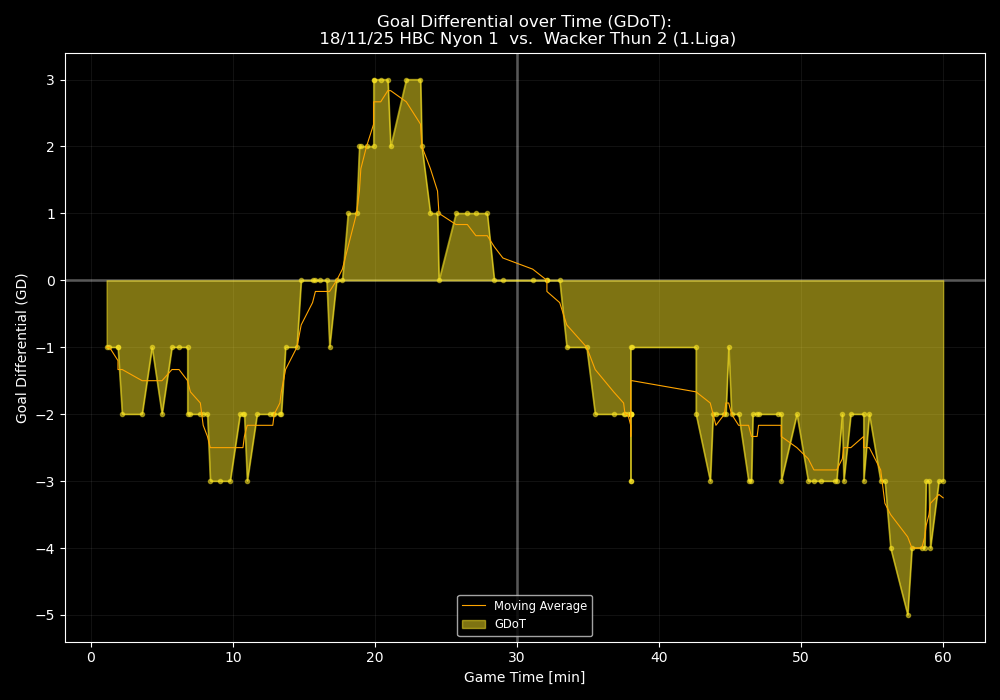 Goal Differential over Time (GDoT):
18/11/25 HBC Nyon 1  vs.  Wacker Thun 2 (1.Liga)
Goal Differential (GD)
3
2
1
0
−1
−2
−3
−4
−5
Moving Average
GDoT
0 10 20 30 40 50 60
Game Time [min]